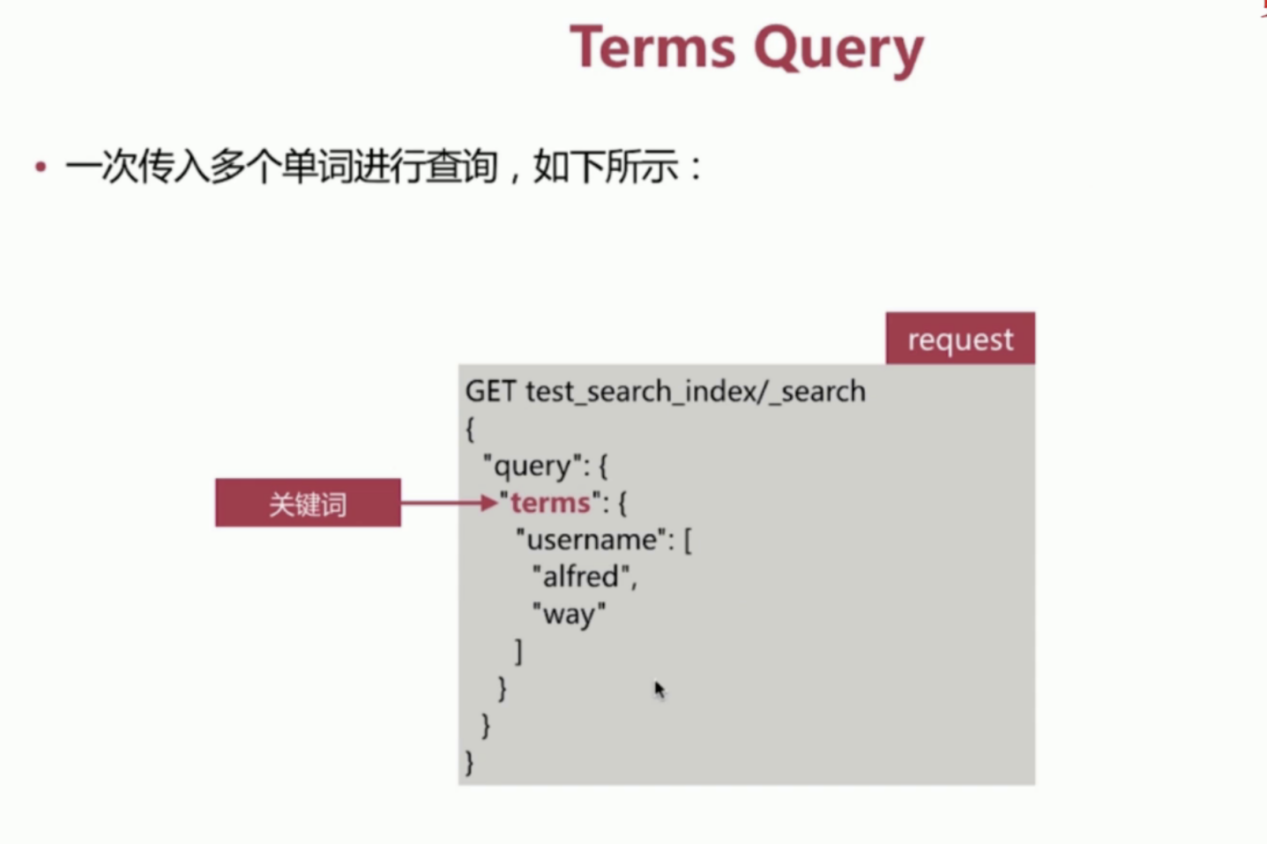 Terms Query
一次传入多个单词进行查询，如下所示：
request
GET test_search_index/_search
{
"query": {
关键词
"terms": {
"username": [
"alfred",
"way"
]
}
}
}